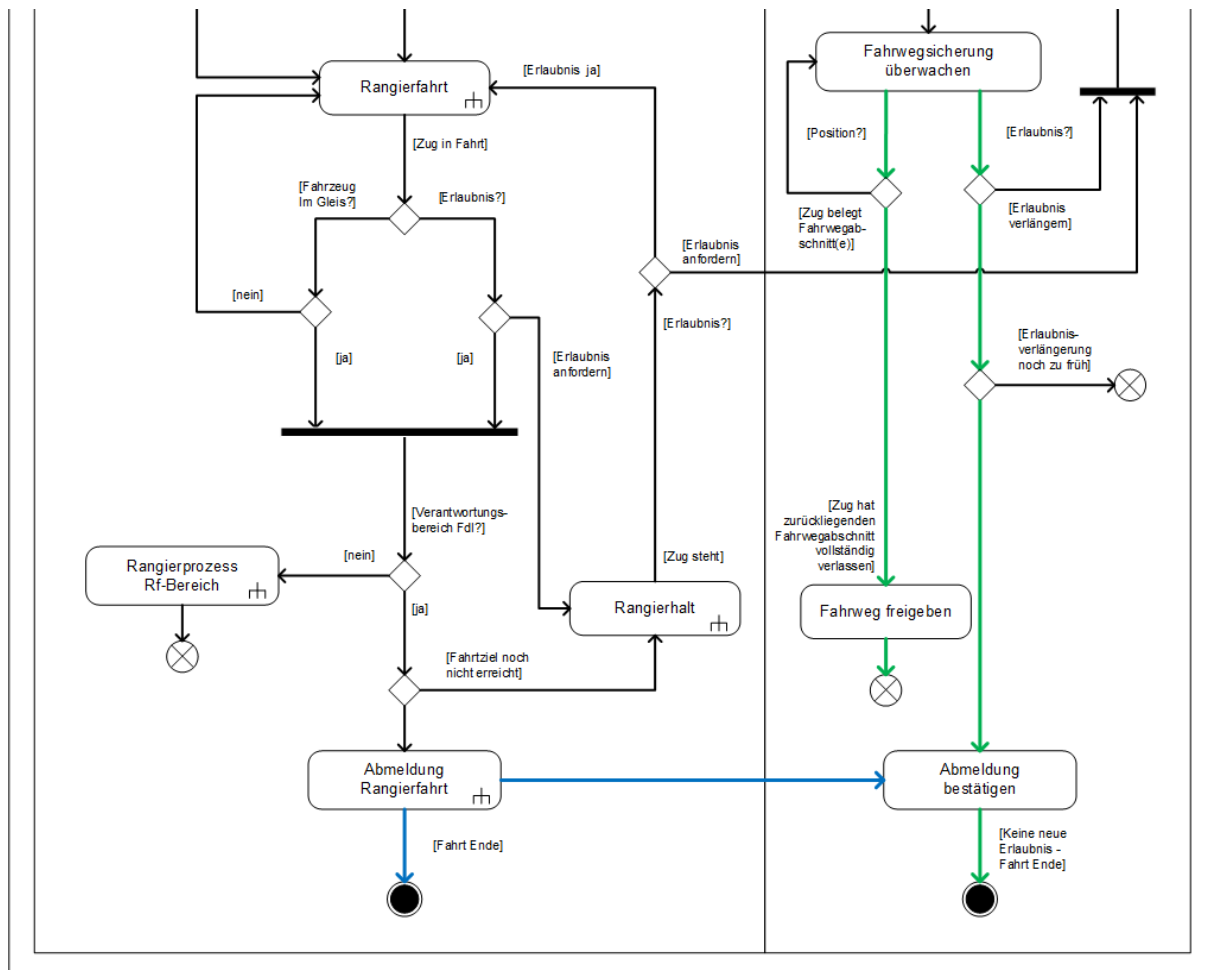 Fahrwegsicherung
überwachen
[Erlaubnis ja]
Rangierfahrt
[Position?]
[Erlaubnis?]
[Zug in Fahrt]
[Fahrzeug
Im Gleis?]
[Erlaubnis?]
[Zug belegt
Fahrwegab-
schnitt(e)]
[Erlaubnis
verlängern]
[Erlaubnis
anfordern]
[nein]
[Erlaubnis?]
[ja]
[ja]
[Erlaubnis
anfordern]
[Erlaubnis-
verlängerung
noch zu früh]
[Verantwortungs-
bereich Fdl?]
[Zug hat
zurückliegenden
Fahrwegabschnitt
vollständig
verlassen]
[nein]
[Zug steht]
Rangierprozess
Rf-Bereich
[ja]
Rangierhalt
Fahrweg freigeben
[Fahrtziel noch
nicht erreicht]
Abmeldung
Rangierfahrt
Abmeldung
bestätigen
[Fahrt Ende]
[Keine neue
Erlaubnis -
Fahrt Ende]